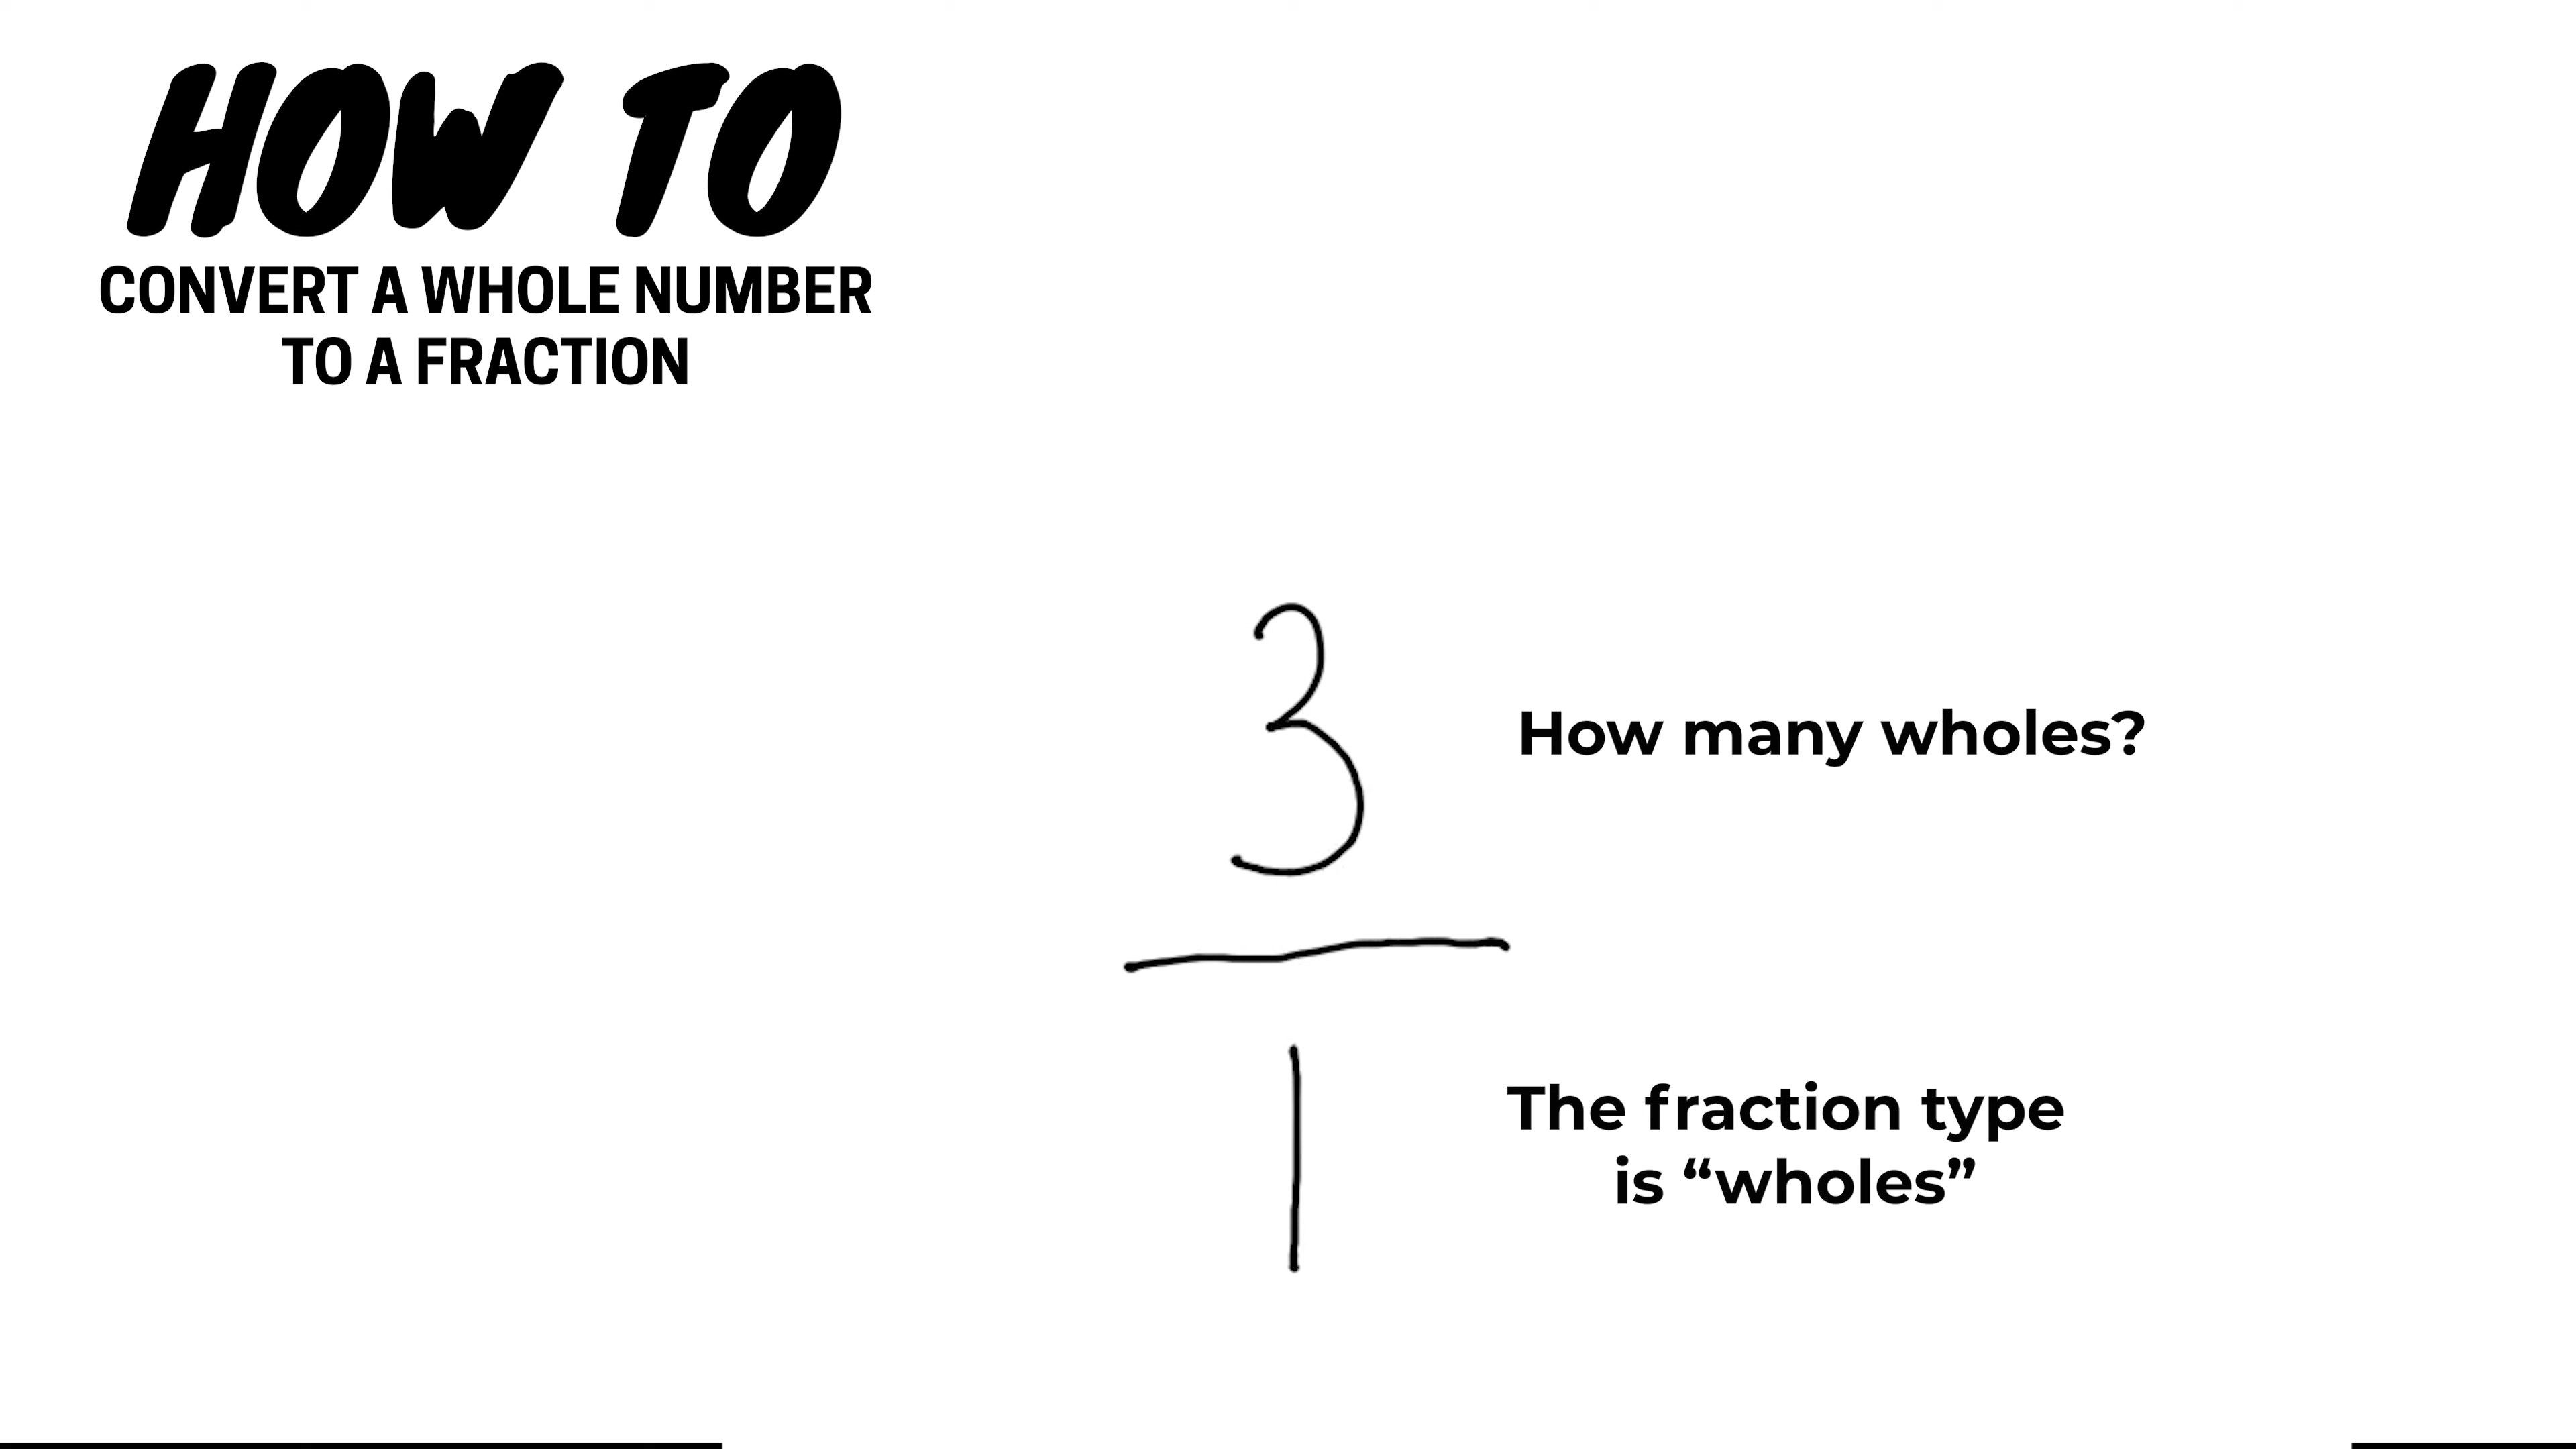 HOW TO
CONVERT A WHOLE NUMBER
TO A FRACTION
3
How many wholes?
1
The fraction type
is “wholes”